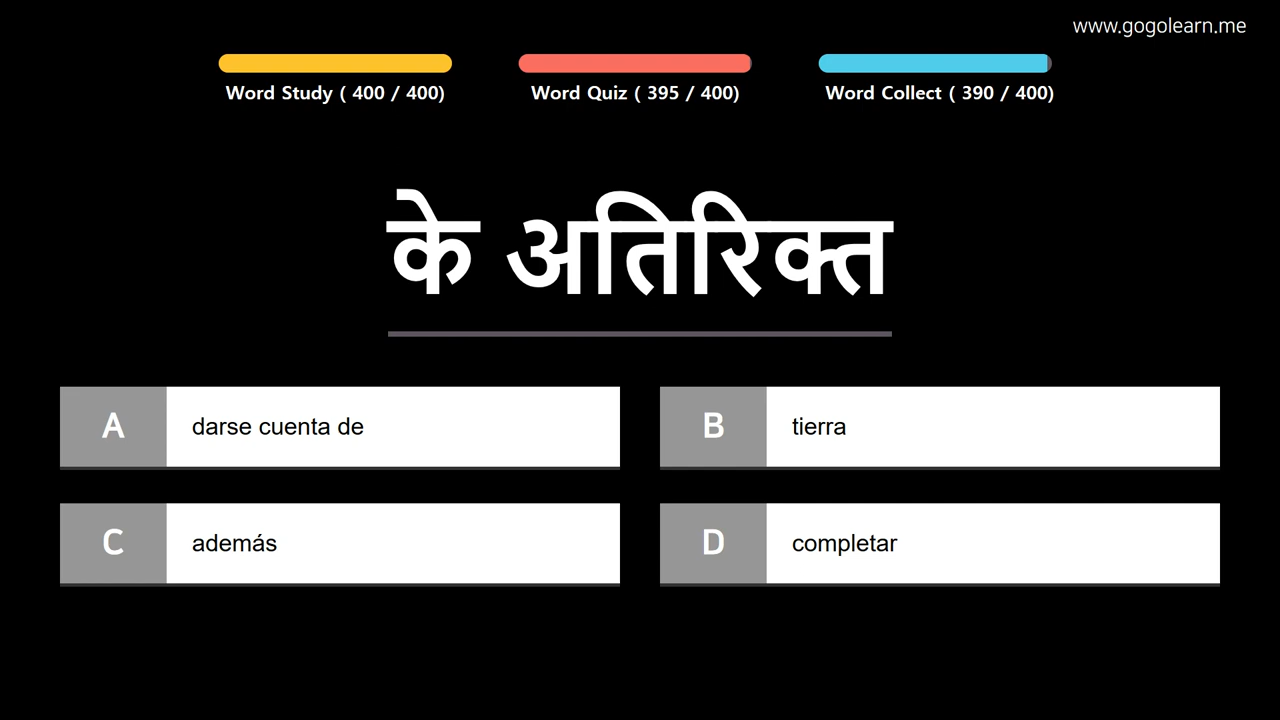 www.gogolearn.me
Word Study ( 400 / 400)
Word Quiz ( 395 / 400)
Word Collect ( 390 / 400)
के अतिरिक्त
A darse cuenta de
B tierra
C además
D completar